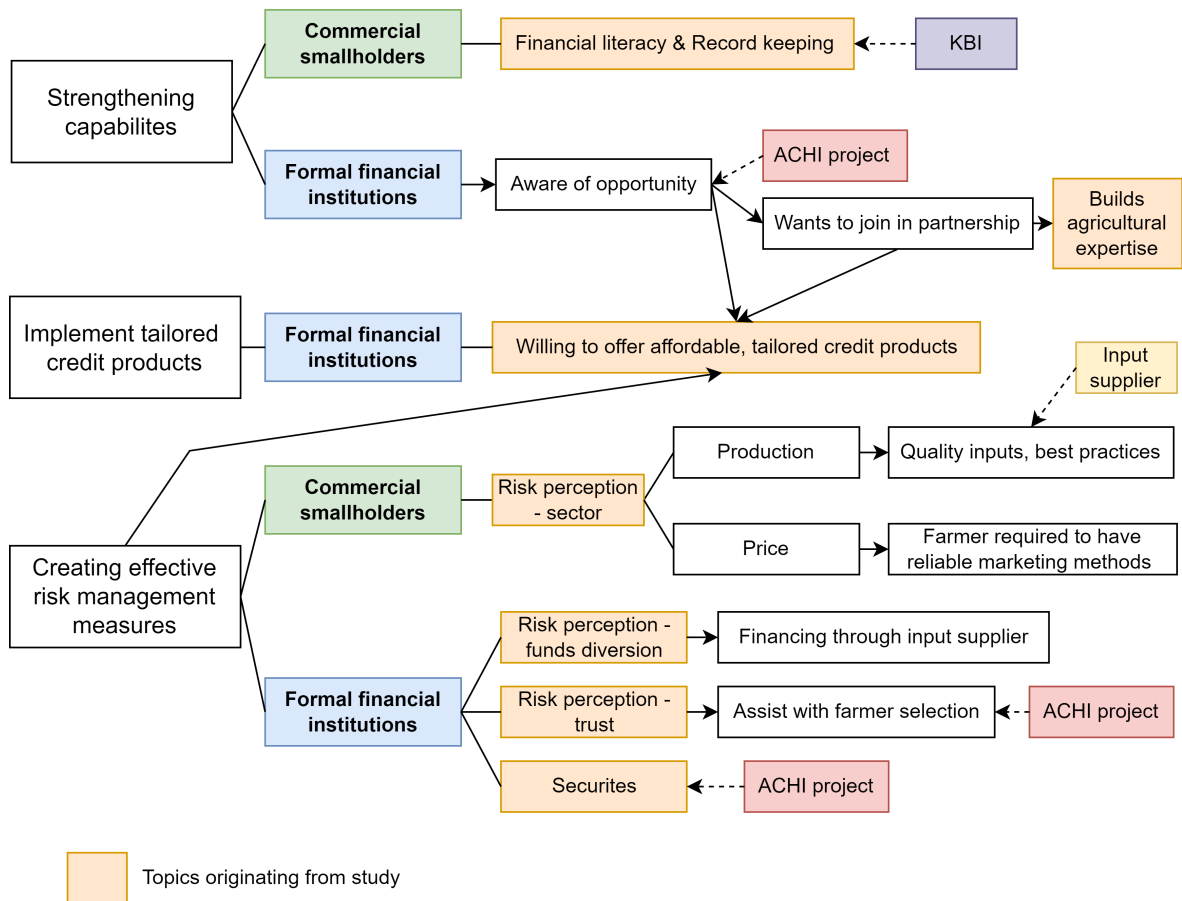 Commercial
smallholders
Financial literacy & Record keeping
KBI
Strengthening
capabilites
Formal financial
institutions
Aware of opportunity
ACHI project
Wants to join in partnership
Builds
agricultural
expertise
Implement tailored
credit products
Formal financial
institutions
Willing to offer affordable, tailored credit products
Input
supplier
Commercial
smallholders
Risk perception
- sector
Production
Quality inputs, best practices
Price
Farmer required to have
reliable marketing methods
Creating effective
risk management
measures
Formal financial
institutions
Risk perception -
funds diversion
Financing through input supplier
Risk perception -
trust
Assist with farmer selection
ACHI project
Securites
ACHI project
Topics originating from study